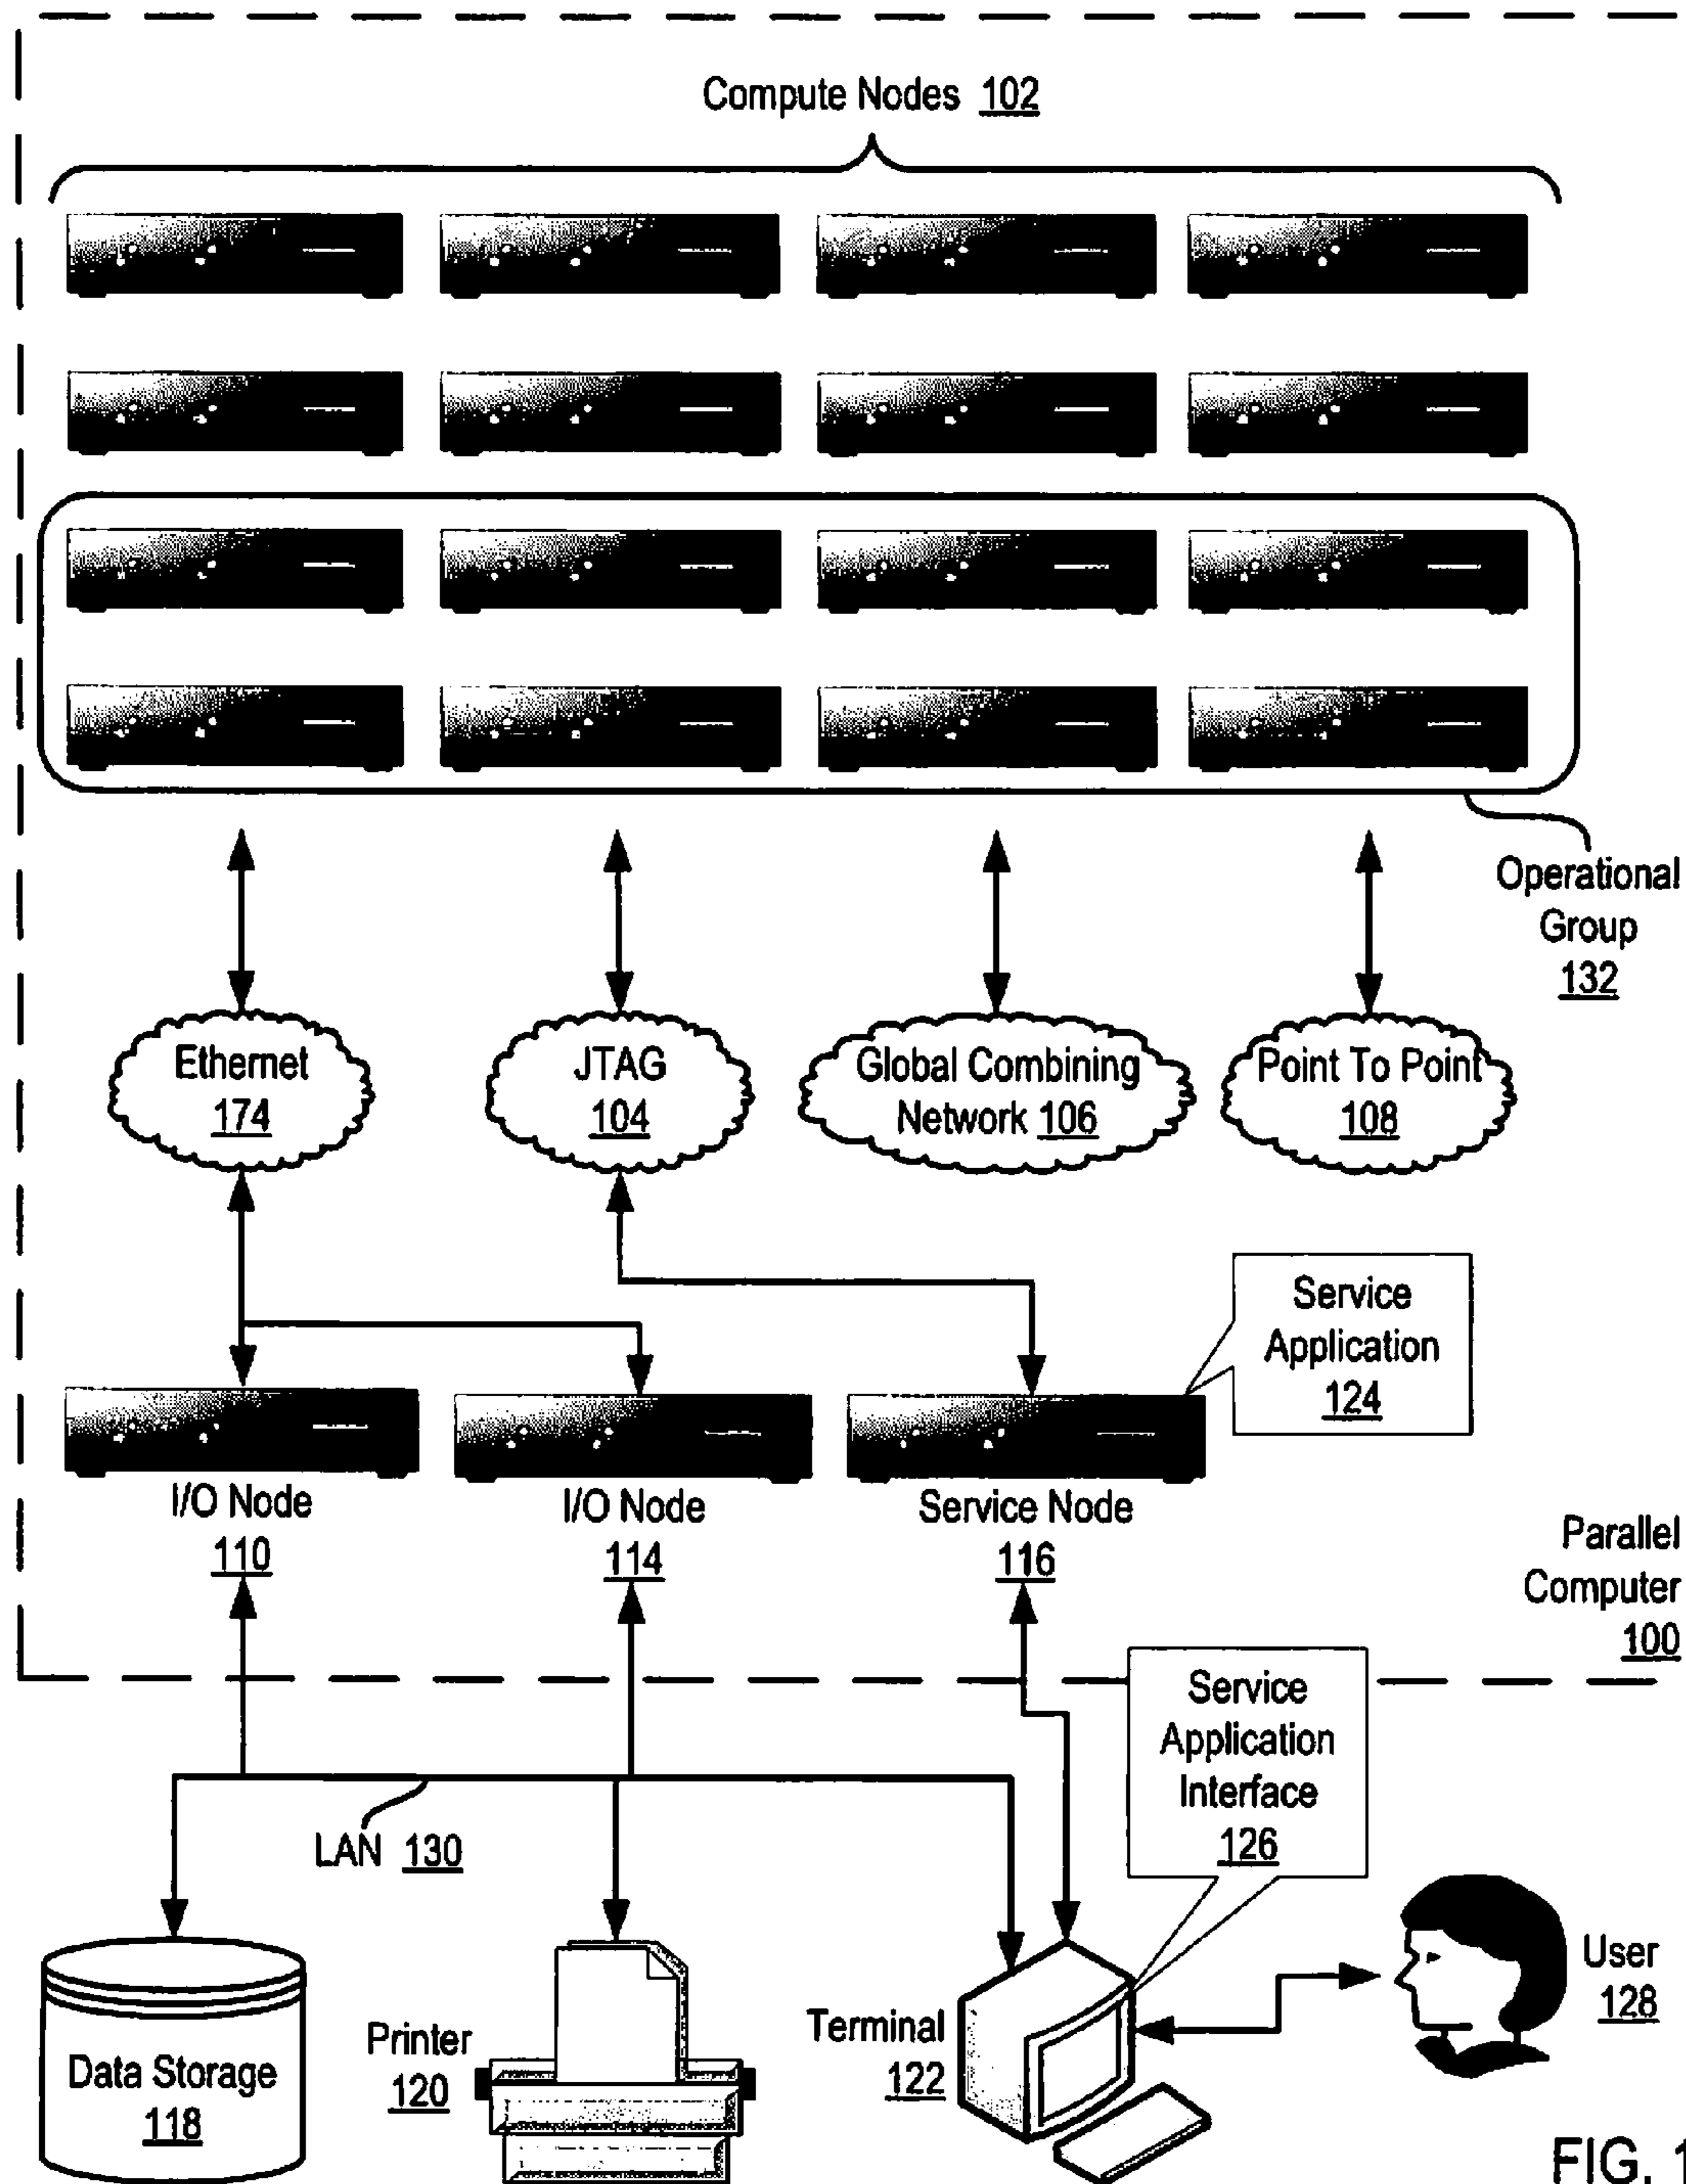 Compute Nodes 102
Operational
Group
132
Ethernet
174
JTAG
104
Global Combining
Network 106
Point To Point
108
Service
Application
124
I/O Node
110
I/O Node
114
Service Node
116
Parallel
Computer
100
Service
Application
Interface
126
LAN 130
Data Storage
118
Printer
120
Terminal
122
User
128
FIG. 1